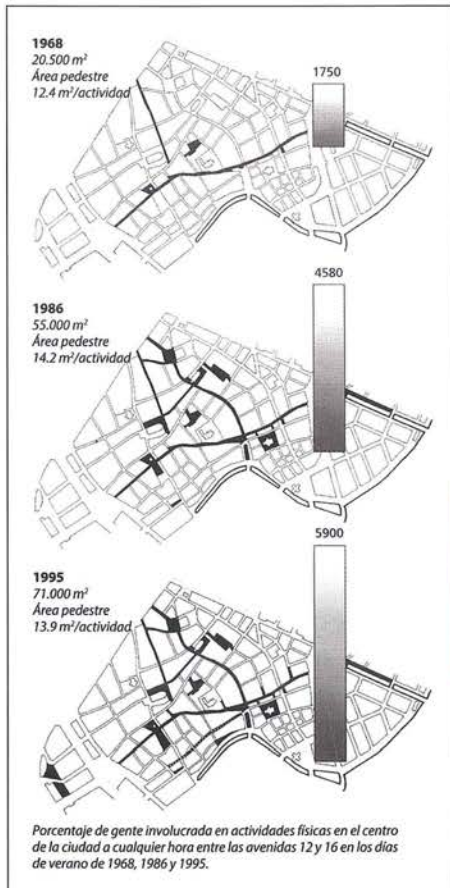 1968
20.500 m²
Área pedestre
12.4 m²/actividad
1750
1986
55.000 m²
Área pedestre
14.2 m²/actividad
4580
1995
71.000 m²
Área pedestre
13.9 m²/actividad
5900
Porcentaje de gente involucrada en actividades físicas en el centro
de la ciudad a cualquier hora entre las avenidas 12 y 16 en los días
de verano de 1968, 1986 y 1995.